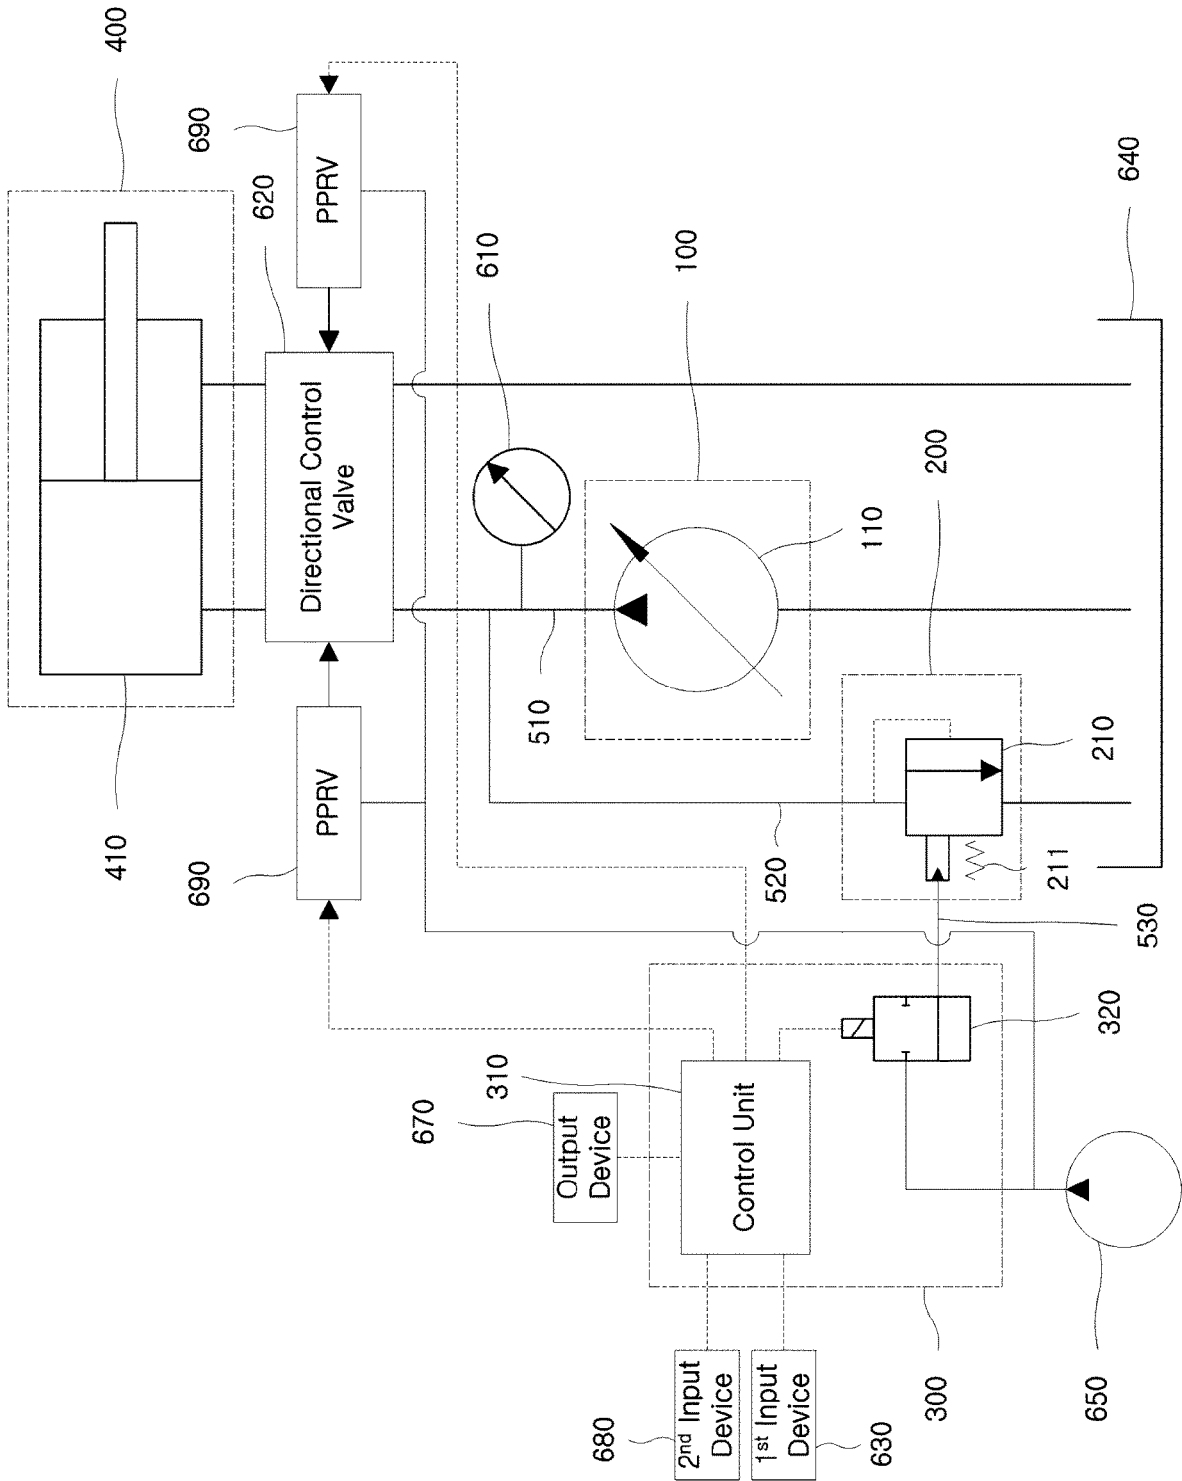 400
690
PPRV
620
610
100
640
Directional Control
Valve
200
110
410
690
PPRV
510
520
210
211
530
320
310
Control Unit
670
Output
Device
680
2nd Input
Device
1st Input
Device
630
300
650